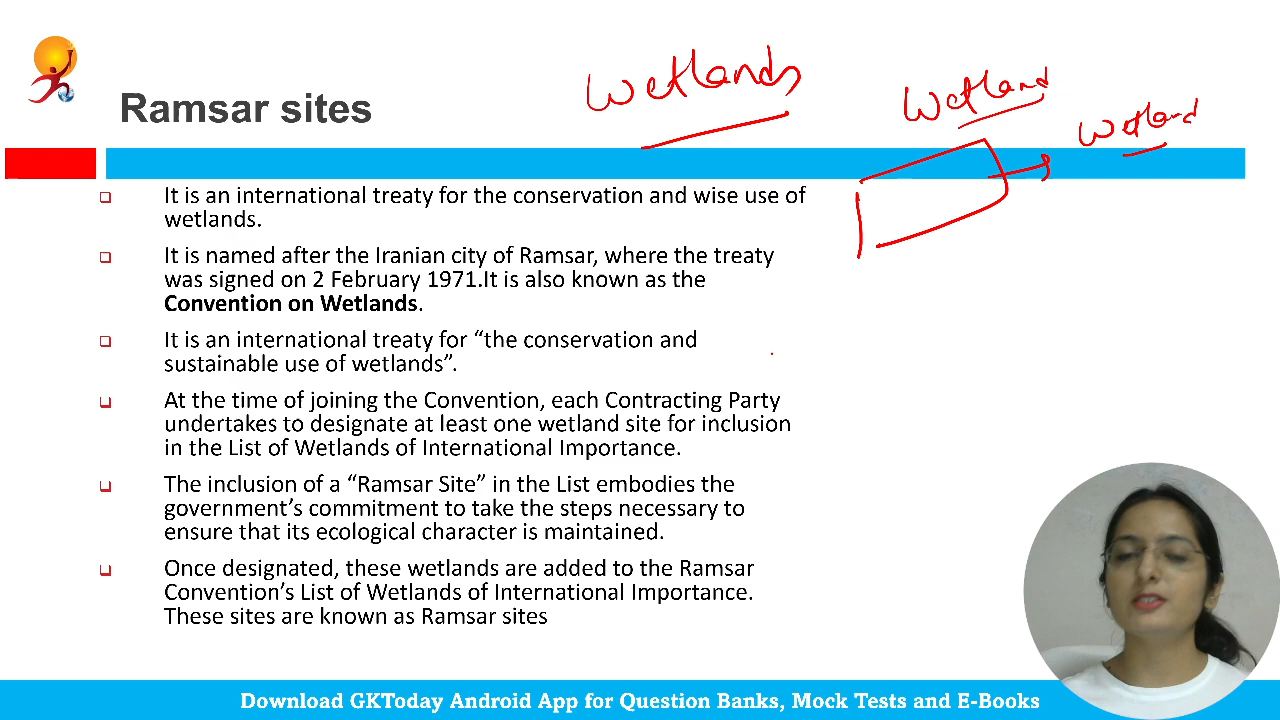 Wetlands
Wetland
Wetland
Ramsar sites
It is an international treaty for the conservation and wise use of
wetlands.
It is named after the Iranian city of Ramsar, where the treaty
was signed on 2 February 1971.It is also known as the
Convention on Wetlands.
It is an international treaty for “the conservation and
sustainable use of wetlands”.
At the time of joining the Convention, each Contracting Party
undertakes to designate at least one wetland site for inclusion
in the List of Wetlands of International Importance.
The inclusion of a “Ramsar Site” in the List embodies the
government’s commitment to take the steps necessary to
ensure that its ecological character is maintained.
Once designated, these wetlands are added to the Ramsar
Convention’s List of Wetlands of International Importance.
These sites are known as Ramsar sites
Download GKToday Android App for Question Banks, Mock Tests and E-Books